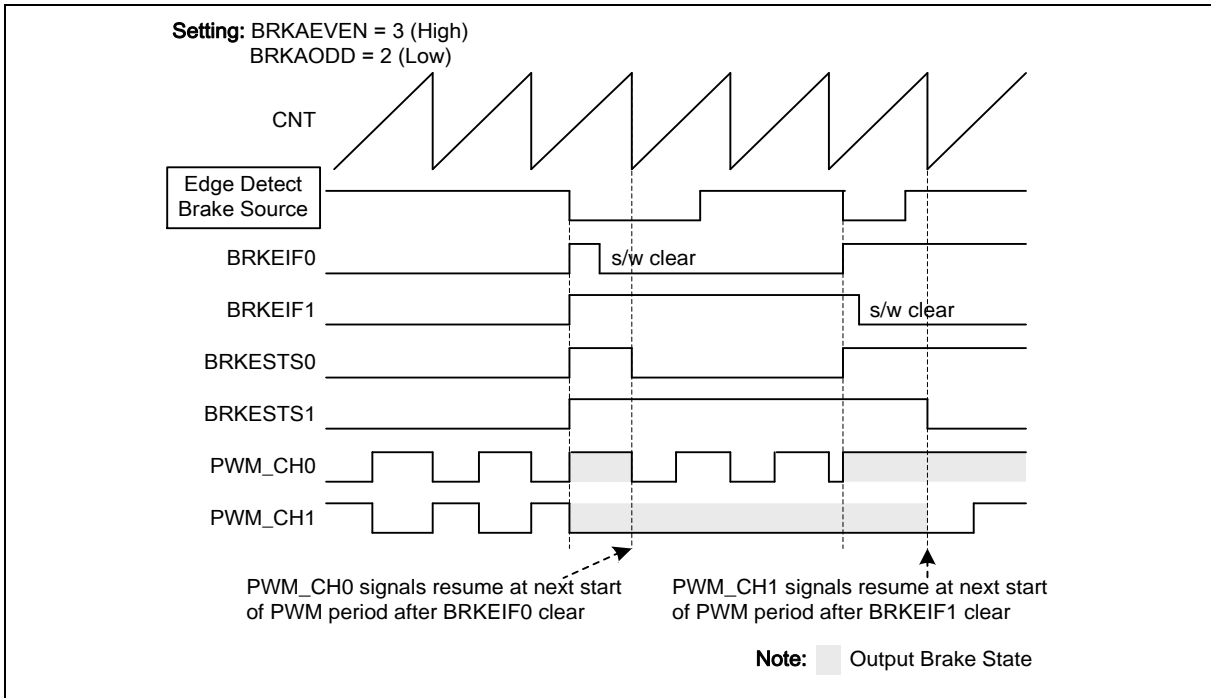 Setting: BRKAEVEN = 3 (High)
BRKAODD = 2 (Low)
CNT
Edge Detect
Brake Source
BRKEIF0
s/w clear
BRKEIF1
s/w clear
BRKESTS0
BRKESTS1
PWM_CH0
PWM_CH1
PWM_CH0 signals resume at next start
of PWM period after BRKEIF0 clear
PWM_CH1 signals resume at next start
of PWM period after BRKEIF1 clear
Note: Output Brake State